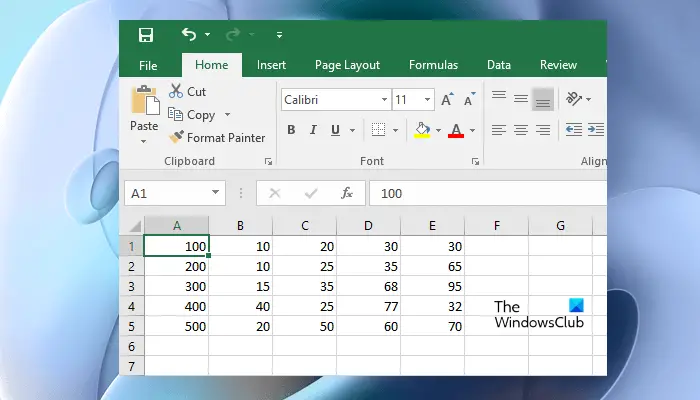 File Home Insert Page Layout Formulas Data Review
Cut
Copy
Format Painter
Paste
Calibri 11 A A
B I U A
Clipboard Font Align
A1 fx 100
A B C D E F G
1 100 10 20 30 30
2 200 10 25 35 65
3 300 15 35 68 95
4 400 40 25 77 32
5 500 20 50 60 70
6
7
The
WindowsClub